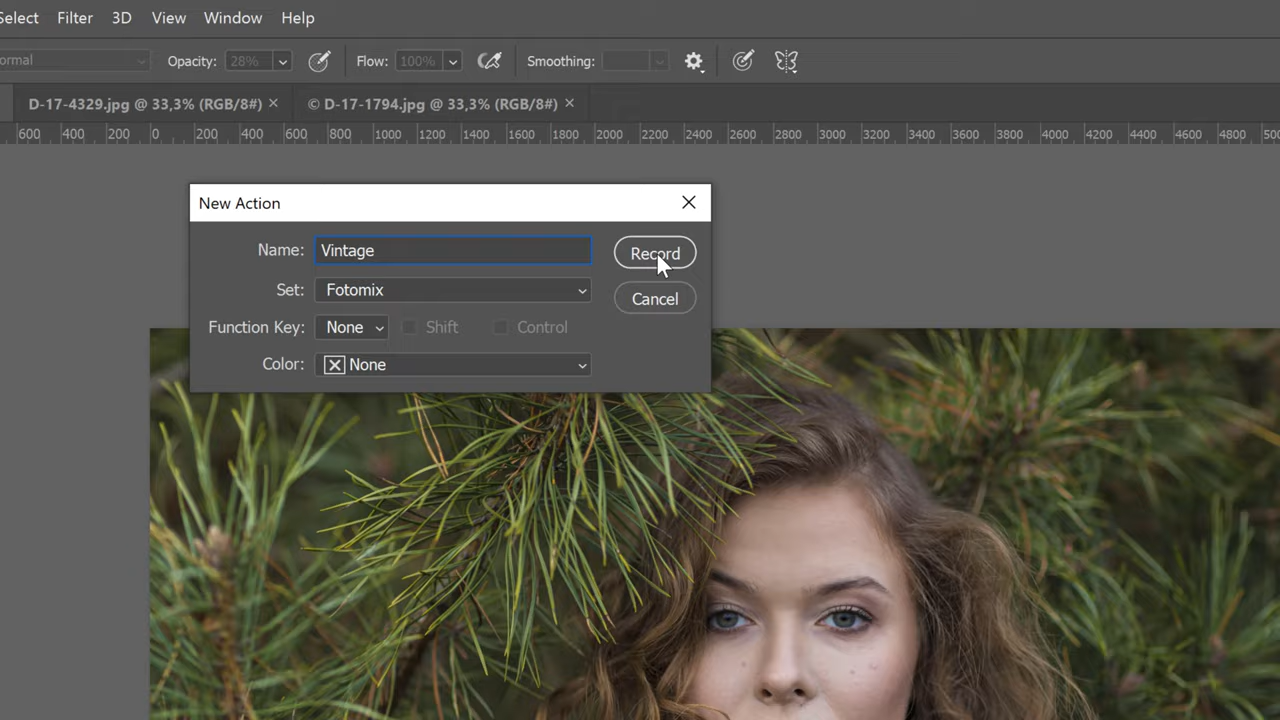 Select Filter 3D View Window Help
ormal Opacity: 28% Flow: 100% Smoothing:
D-17-4329.jpg @ 33,3% (RGB/8#) × © D-17-1794.jpg @ 33,3% (RGB/8#) ×
600 400 200 0 200 400 600 800 1000 1200 1400 1600 1800 2000 2200 2400 2600 2800 3000 3200 3400 3600 3800 4000 4200 4400 4600 4800 500
New Action
Name: Vintage Record
Set: Fotomix Cancel
Function Key: None Shift Control
Color: None